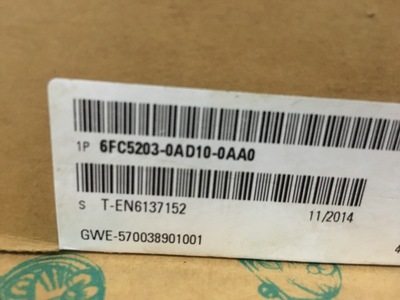 1P 6FC5203-0AD10-0AA0
S T-EN6137152 11/2014
GWE-570038901001